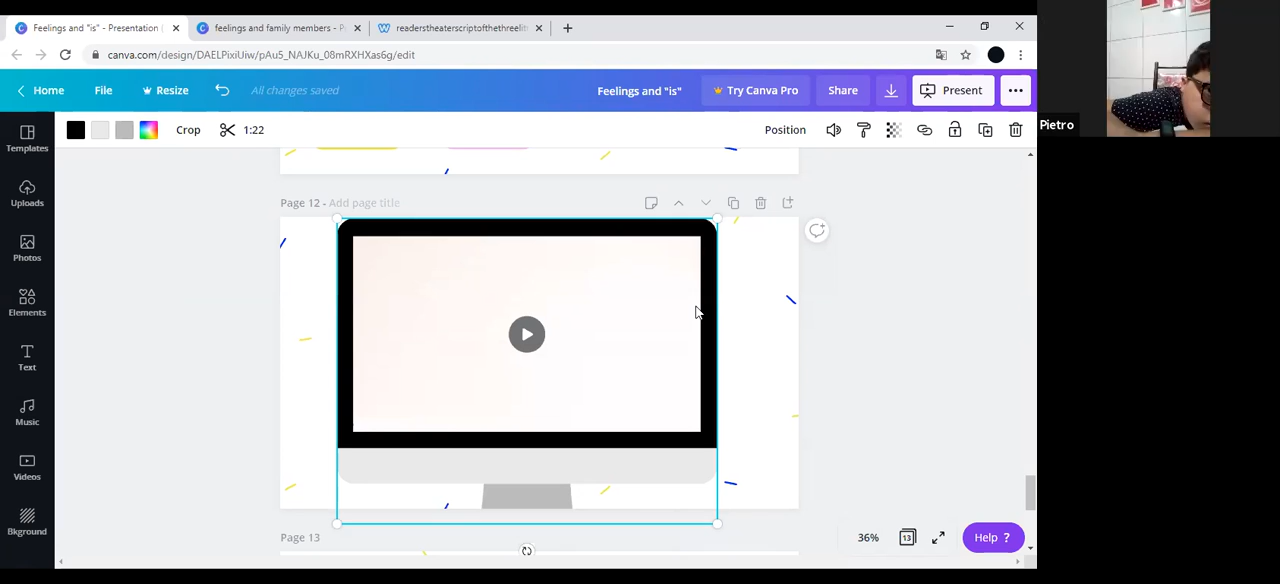 Feelings and "is" - Presentation
feelings and family members - P
readerstheaterscriptofthethreelit
canva.com/design/DAELPixiUiw/pAu5_NAJKu_08mRXHXas6g/edit
Home
File
Resize
All changes saved
Feelings and "is"
Try Canva Pro
Share
Present
Crop
1:22
Position
Pietro
Templates
Uploads
Photos
Elements
Text
Music
Videos
Bkground
Page 12 - Add page title
Page 13
36%
13
Help ?